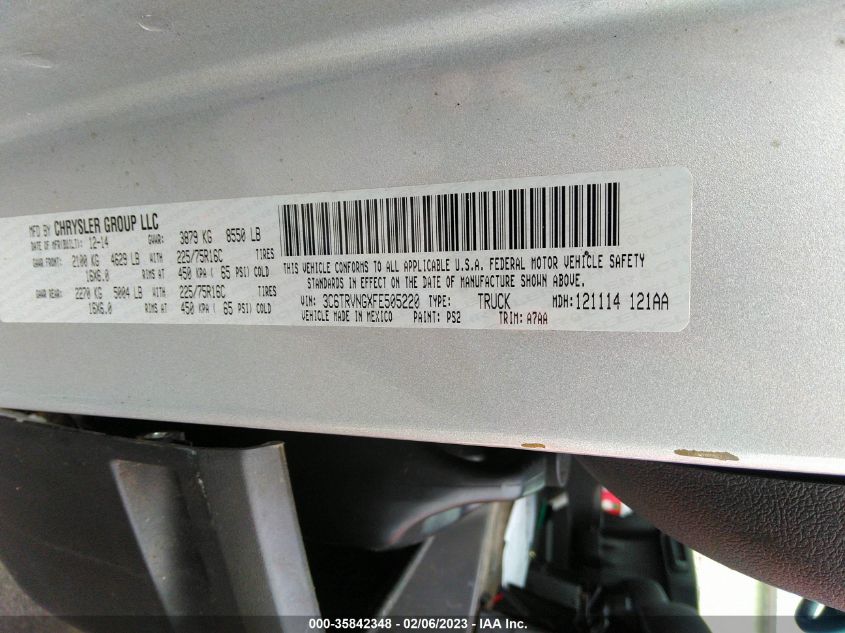 MFD BY CHRYSLER GROUP LLC
DATE OF MFR(BUILT): 12-14 GVWR: 3879 KG 8550 LB
GAWR FRONT: 2100 KG 4629 LB WITH 225/75R16C TIRES
16X6.0 RIMS AT 450 KPA ( 65 PSI) COLD
GAWR REAR: 2270 KG 5004 LB WITH 225/75R16C TIRES
16X6.0 RIMS AT 450 KPA ( 65 PSI) COLD
THIS VEHICLE CONFORMS TO ALL APPLICABLE U.S.A. FEDERAL MOTOR VEHICLE SAFETY
STANDARDS IN EFFECT ON THE DATE OF MANUFACTURE SHOWN ABOVE.
VIN: 3C6TRVNGXFE505220 TYPE: TRUCK MDH: 121114 121AA
VEHICLE MADE IN MEXICO PAINT: PS2 TRIM: A7AA
000-35842348 - 02/06/2023 - IAA Inc.